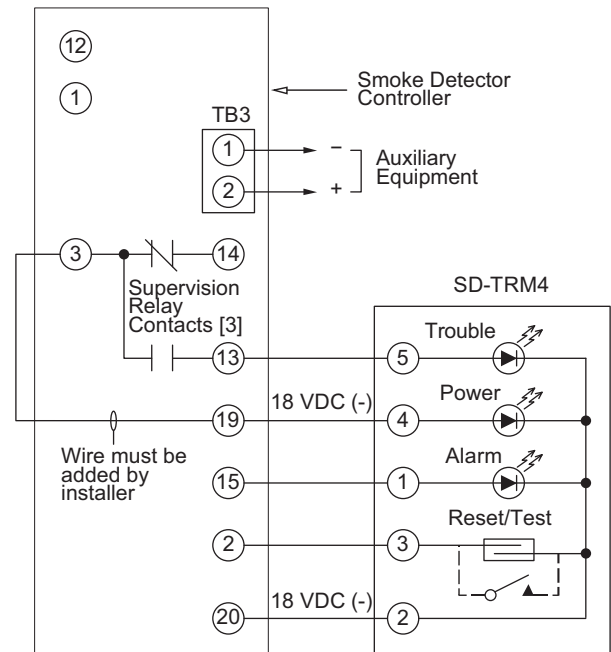 12
1
Smoke Detector
Controller
TB3
1
−
Auxiliary
Equipment
2
+
3
14
Supervision
Relay
Contacts [3]
SD-TRM4
Trouble
13
5
18 VDC (-)
Power
19
4
Wire must be
added by
installer
Alarm
15
1
Reset/Test
2
3
18 VDC (-)
20
2